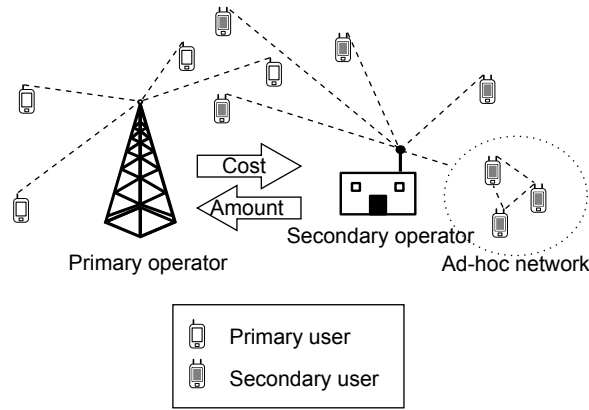 Cost
Amount
Secondary operator
Primary operator
Ad-hoc network
Primary user
Secondary user